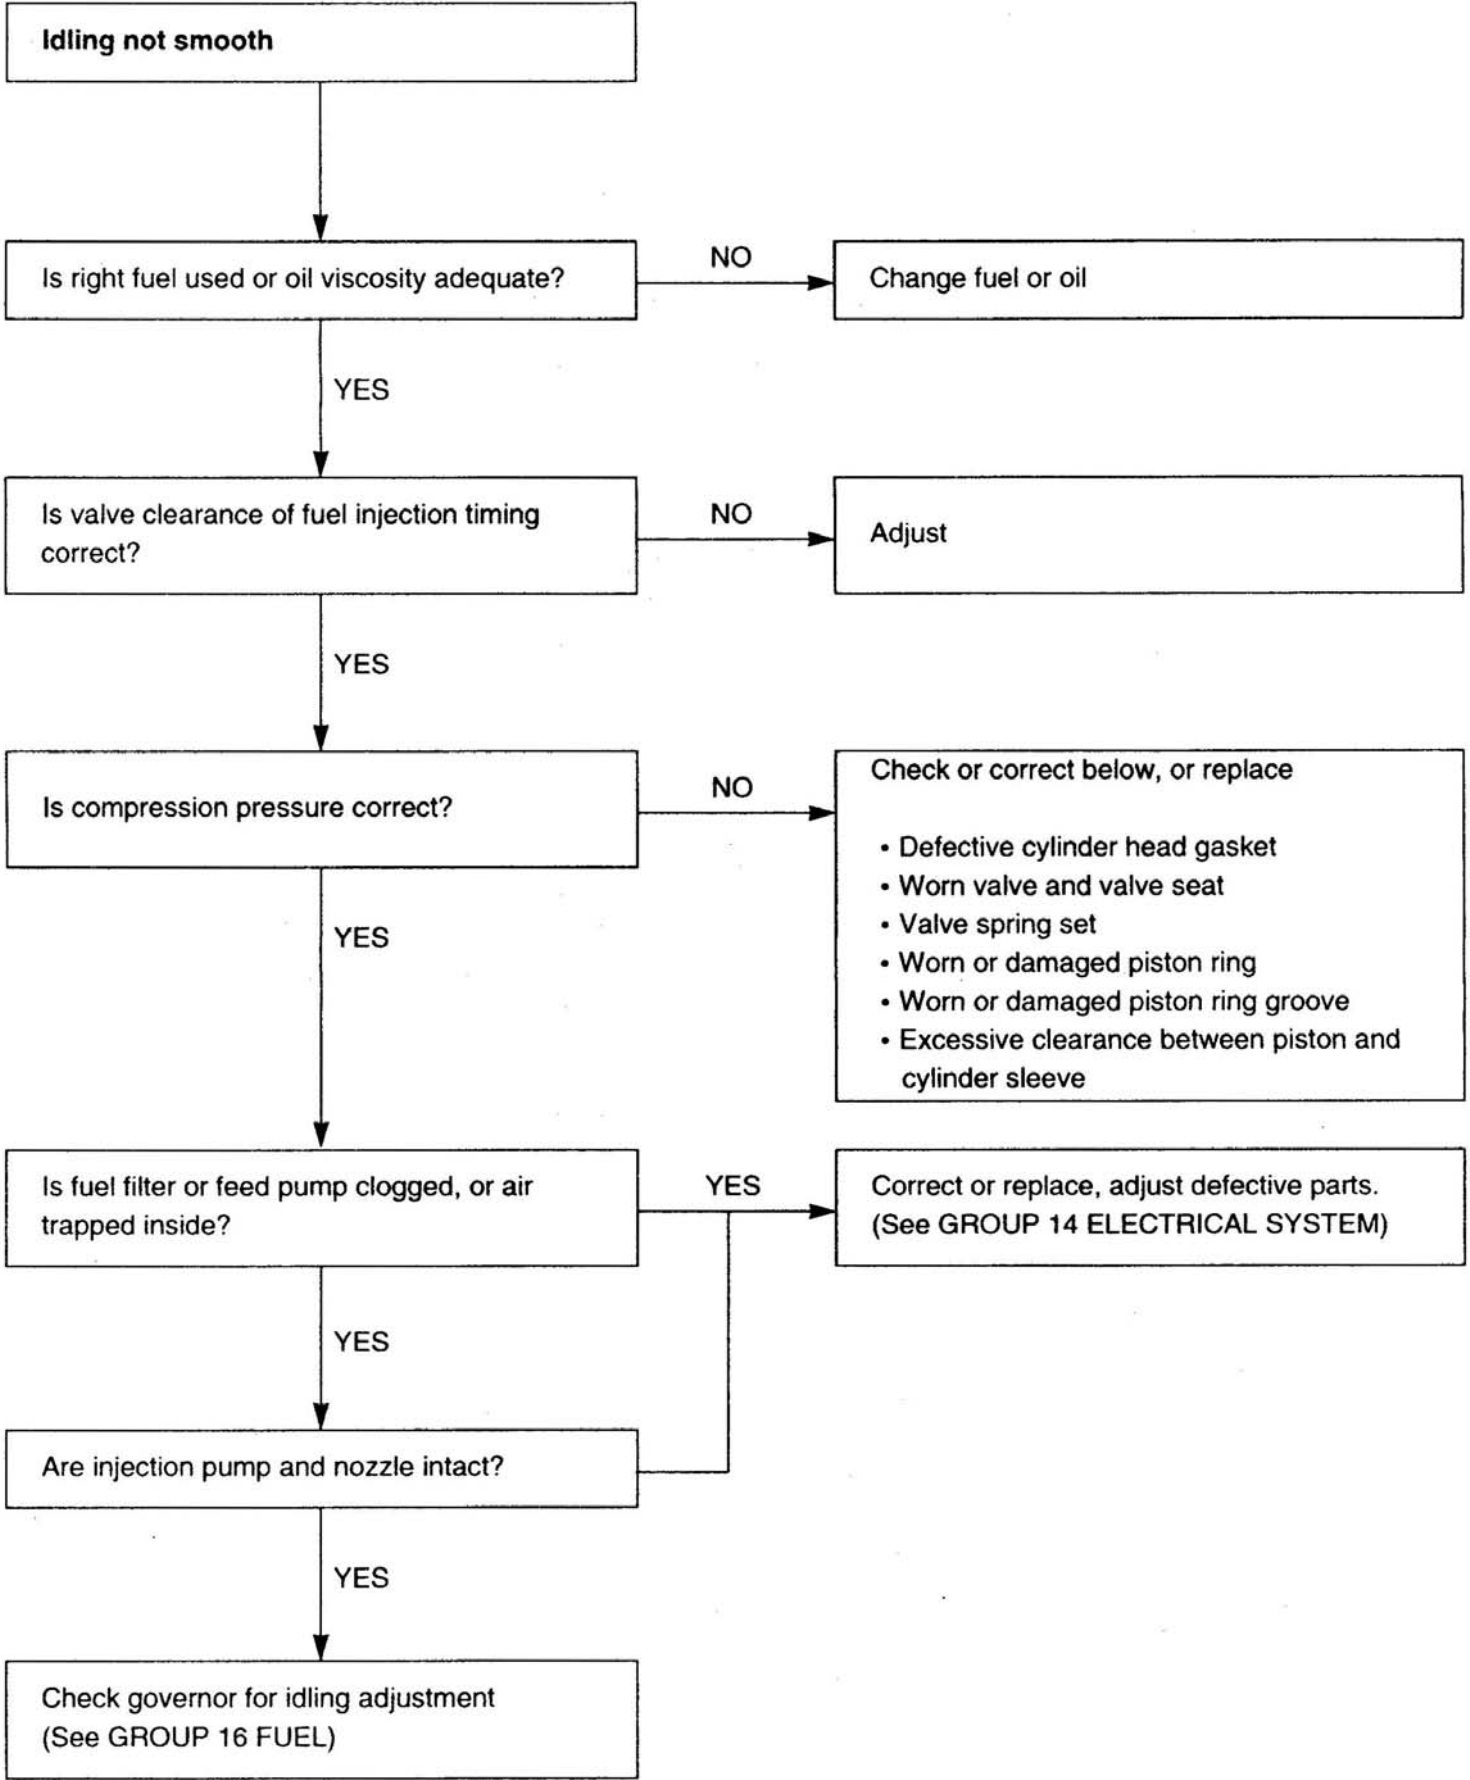 Idling not smooth
Is right fuel used or oil viscosity adequate?
NO
Change fuel or oil
YES
Is valve clearance of fuel injection timing
correct?
NO
Adjust
YES
Is compression pressure correct?
NO
Check or correct below, or replace
• Defective cylinder head gasket
• Worn valve and valve seat
• Valve spring set
• Worn or damaged piston ring
• Worn or damaged piston ring groove
• Excessive clearance between piston and
cylinder sleeve
YES
Is fuel filter or feed pump clogged, or air
trapped inside?
YES
Correct or replace, adjust defective parts.
(See GROUP 14 ELECTRICAL SYSTEM)
YES
Are injection pump and nozzle intact?
YES
Check governor for idling adjustment
(See GROUP 16 FUEL)